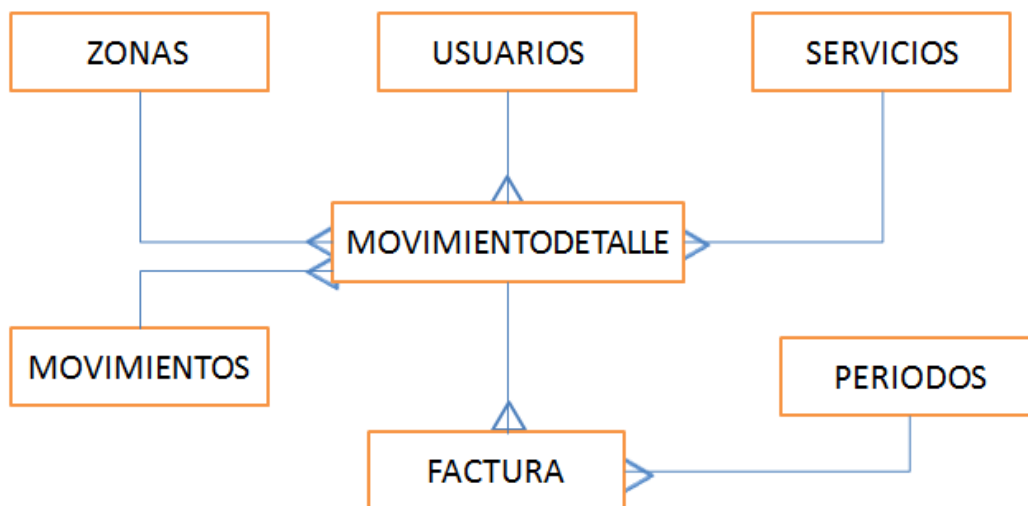 ZONAS
USUARIOS
SERVICIOS
MOVIMIENTODETALLE
MOVIMIENTOS
PERIODOS
FACTURA